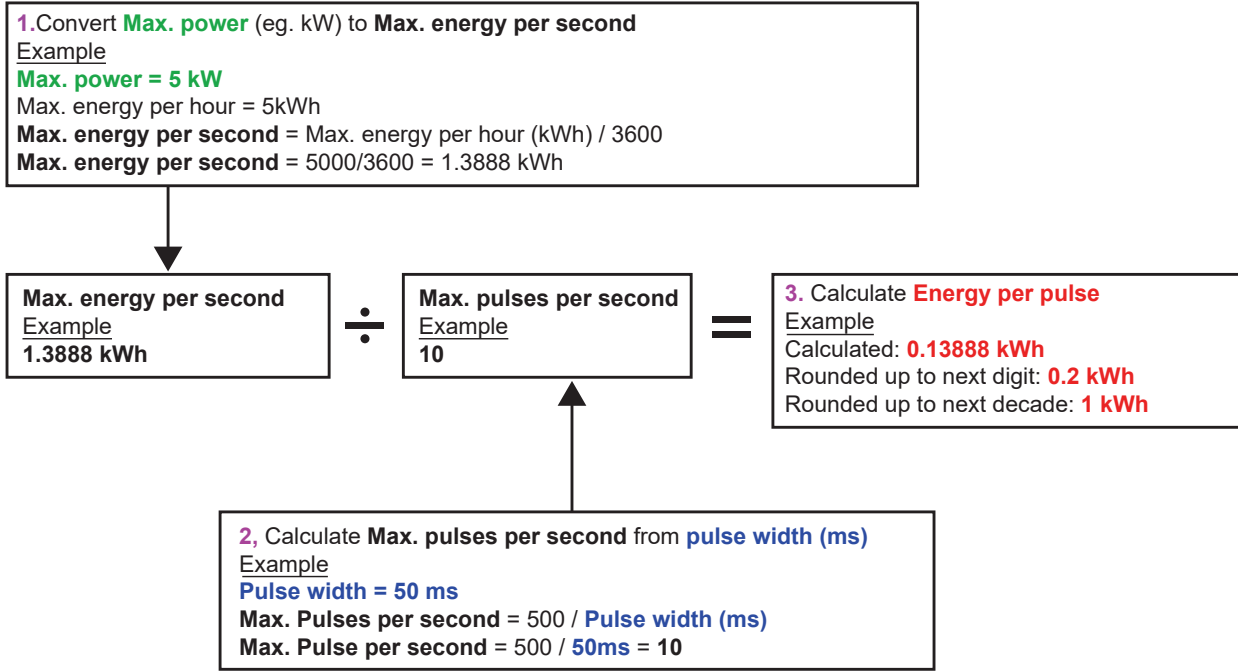 1.Convert Max. power (eg. kW) to Max. energy per second
Example
Max. power = 5 kW
Max. energy per hour = 5kWh
Max. energy per second = Max. energy per hour (kWh) / 3600
Max. energy per second = 5000/3600 = 1.3888 kWh
Max. energy per second
Example
1.3888 kWh
÷
Max. pulses per second
Example
10
=
3. Calculate Energy per pulse
Example
Calculated: 0.13888 kWh
Rounded up to next digit: 0.2 kWh
Rounded up to next decade: 1 kWh
2, Calculate Max. pulses per second from pulse width (ms)
Example
Pulse width = 50 ms
Max. Pulses per second = 500 / Pulse width (ms)
Max. Pulse per second = 500 / 50ms = 10